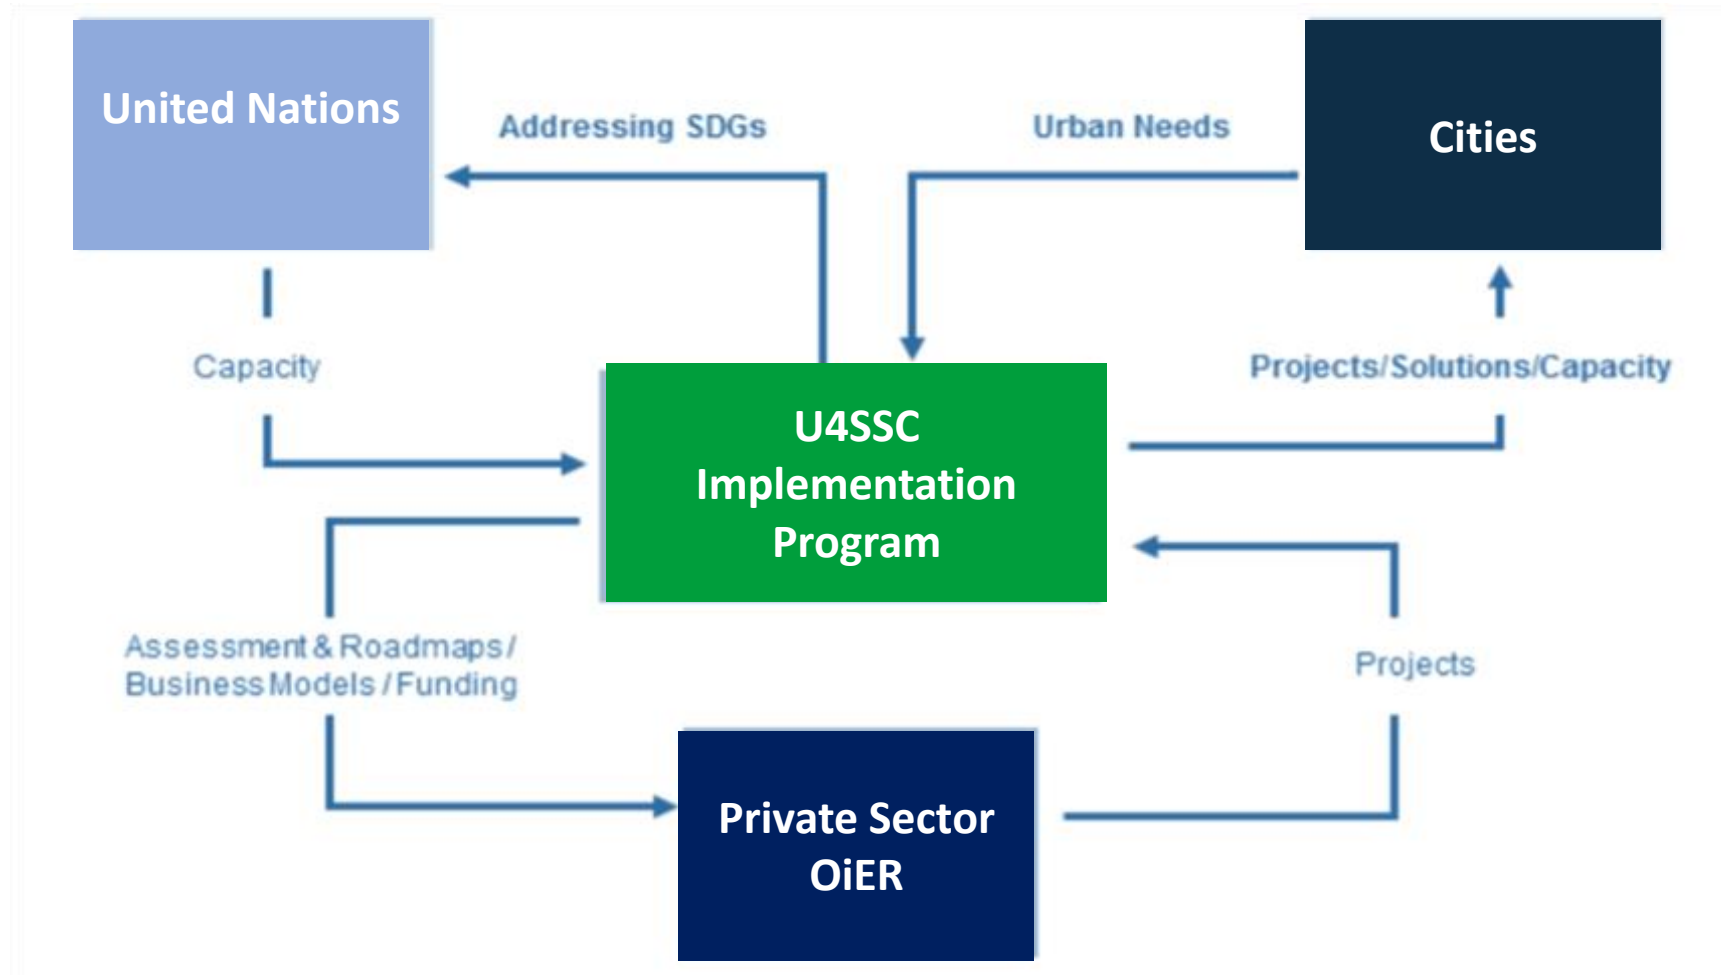 United Nations
Addressing SDGs
Urban Needs
Cities
Capacity
Projects/Solutions/Capacity
U4SSC
Implementation
Program
Assessment & Roadmaps /
Business Models / Funding
Projects
Private Sector
OiER